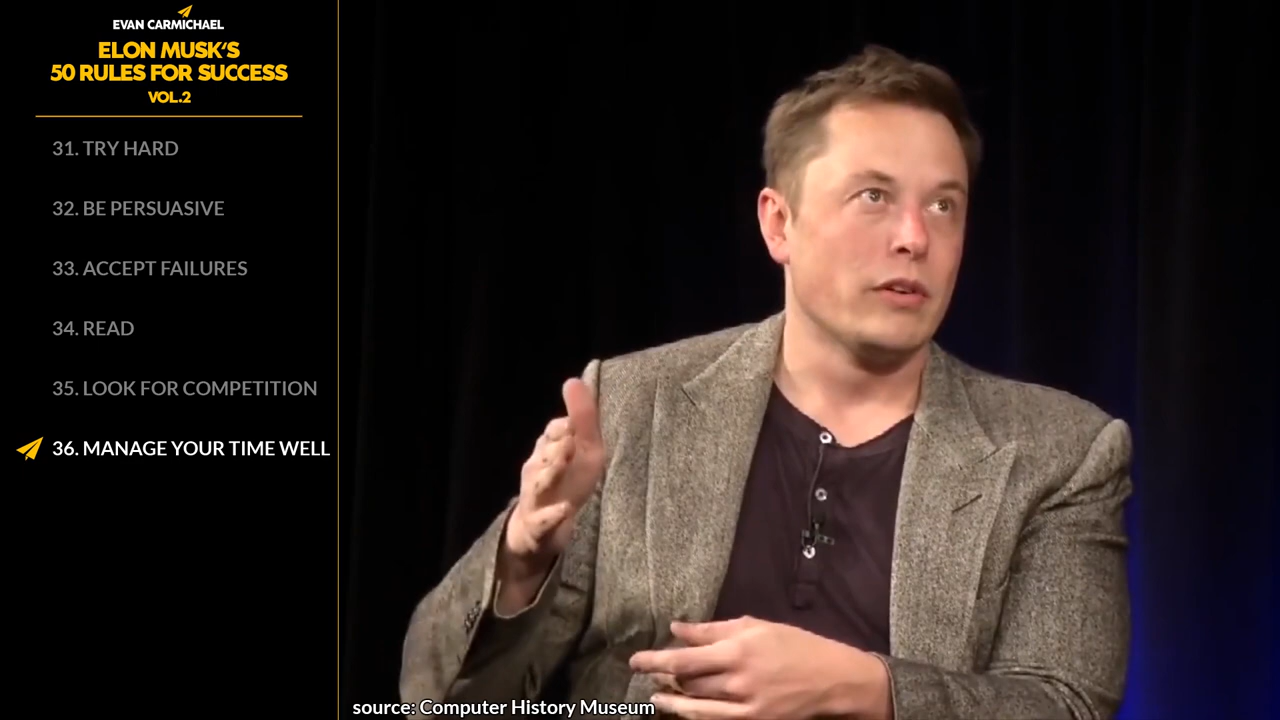 EVAN CARMICHAEL
ELON MUSK'S
50 RULES FOR SUCCESS
VOL.2
31. TRY HARD
32. BE PERSUASIVE
33. ACCEPT FAILURES
34. READ
35. LOOK FOR COMPETITION
36. MANAGE YOUR TIME WELL
source: Computer History Museum